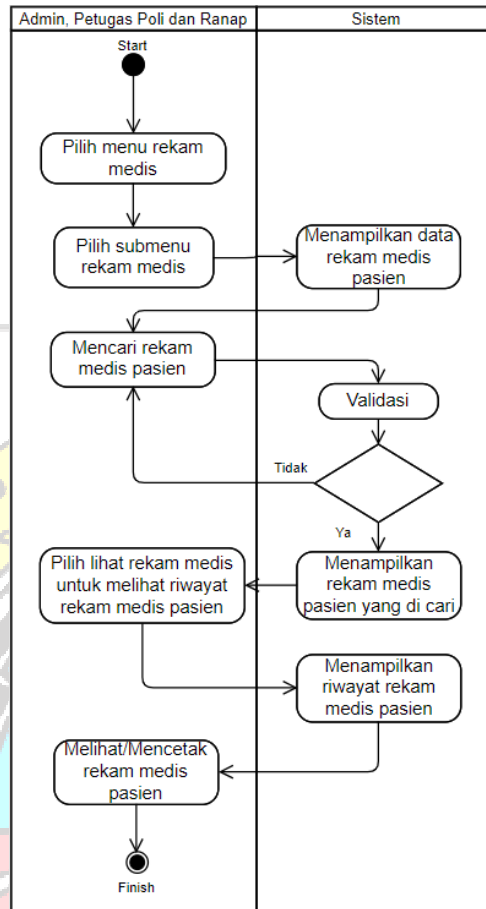 Admin, Petugas Poli dan Ranap
Sistem
Start
Pilih menu rekam
medis
Pilih submenu
rekam medis
Menampilkan data
rekam medis
pasien
Mencari rekam
medis pasien
Validasi
Tidak
Ya
Menampilkan
rekam medis
pasien yang di cari
Pilih lihat rekam medis
untuk melihat riwayat
rekam medis pasien
Menampilkan
riwayat rekam
medis pasien
Melihat/Mencetak
rekam medis
pasien
Finish